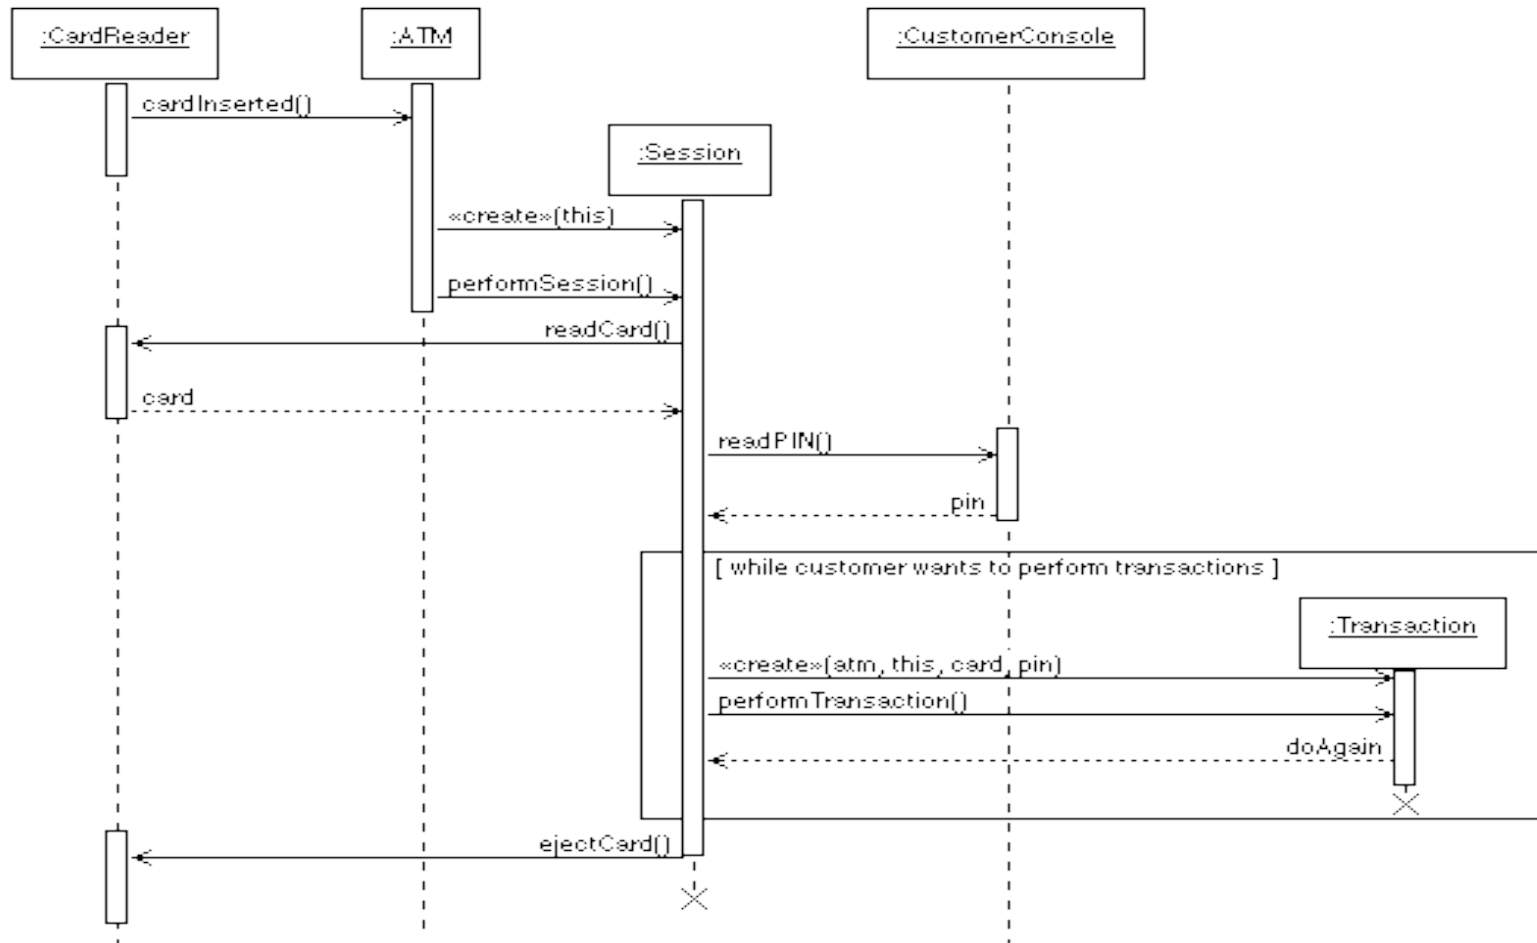 :CardReader
:ATM
:CustomerConsole
cardInserted()
:Session
«create»(this)
performSession()
readCard()
card
readPIN()
pin
[ while customer wants to perform transactions ]
:Transaction
«create»(atm, this, card, pin)
performTransaction()
doAgain
ejectCard()